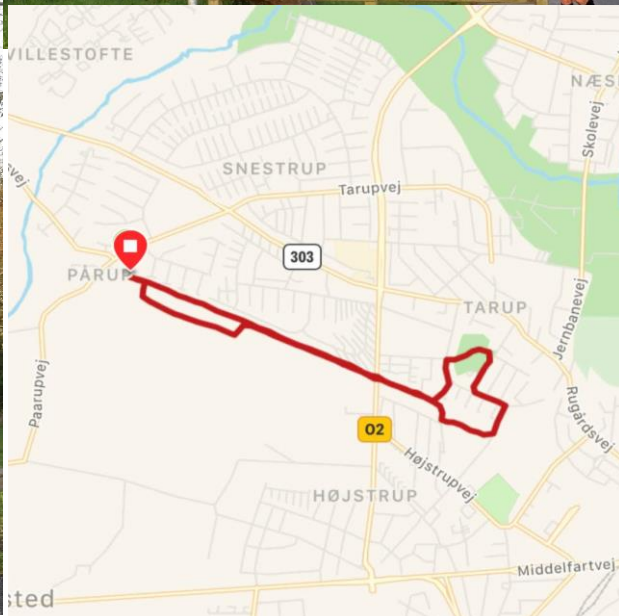 VILLESTOFTE
NÆS
Skolevej
SNESTRUP
Tarupvej
303
PÅRUP
TARUP
Jernbanevej
Paarupvej
Rugårdsvej
O2
Højstrupvej
HØJSTRUP
Middelfartvej
sted